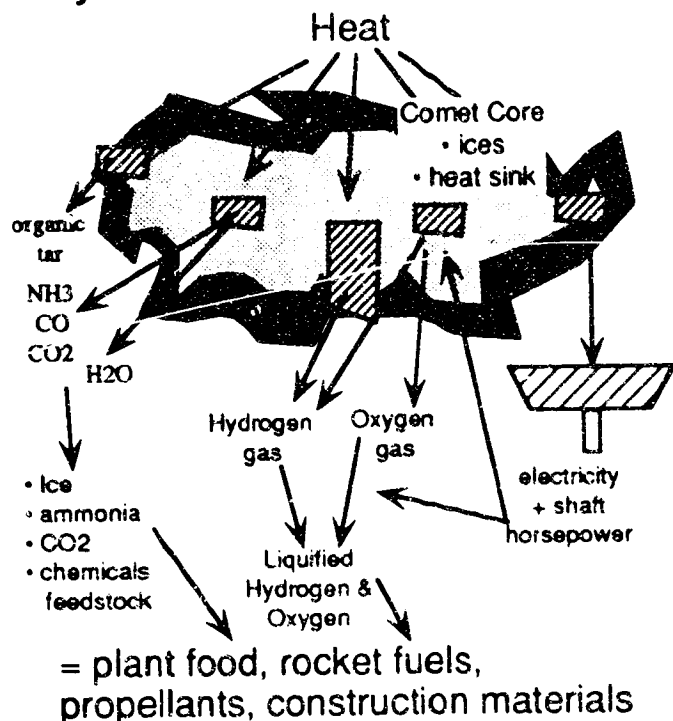 Heat
Comet Core
• ices
• heat sink
organic
tar
NH3
CO
CO2
H2O
Hydrogen
gas
Oxygen
gas
electricity
+ shaft
horsepower
• Ice
• ammonia
• CO2
• chemicals
feedstock
Liquified
Hydrogen &
Oxygen
= plant food, rocket fuels,
propellants, construction materials